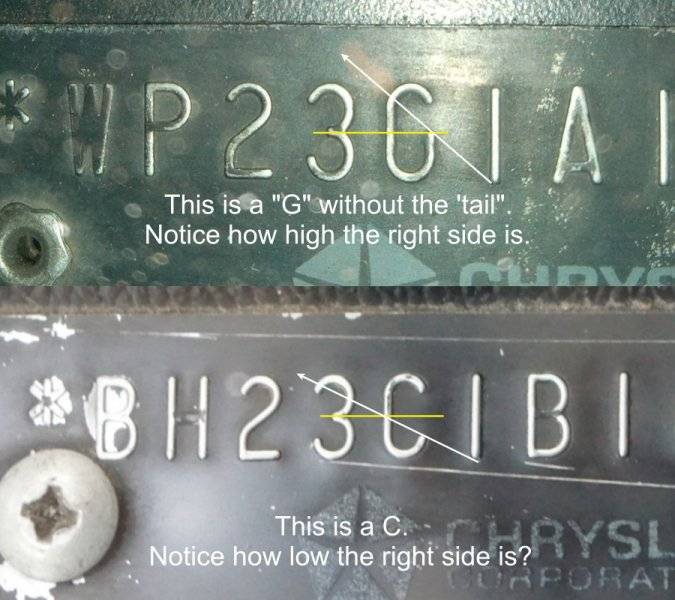 *WP23G1A1
This is a "G" without the 'tail".
Notice how high the right side is.
CHRYS
*BH23C1B1
This is a C.
Notice how low the right side is?
CHRYSL
CORPORAT